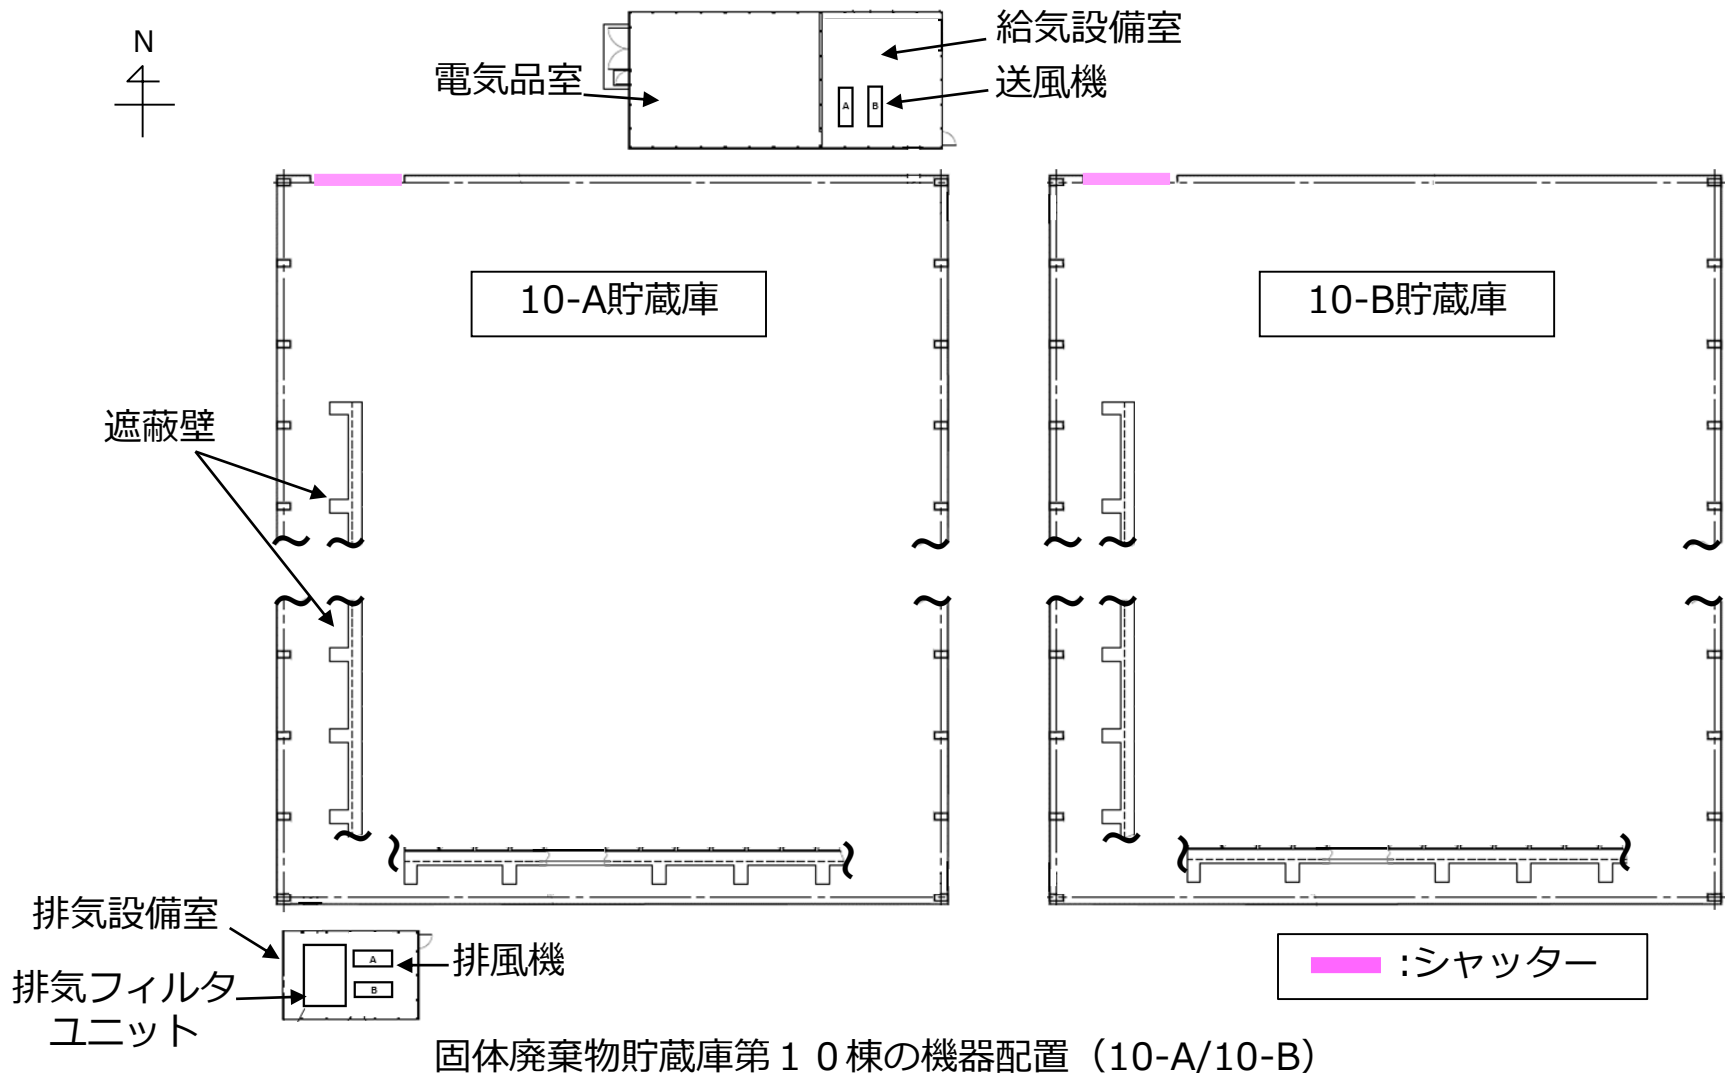 N
給気設備室
電気品室
送風機
A
B
10-A貯蔵庫
10-B貯蔵庫
遮蔽壁
排気設備室
排風機
A
B
排気フィルタ
ユニット
:シャッター
固体廃棄物貯蔵庫第１０棟の機器配置（10-A/10-B）